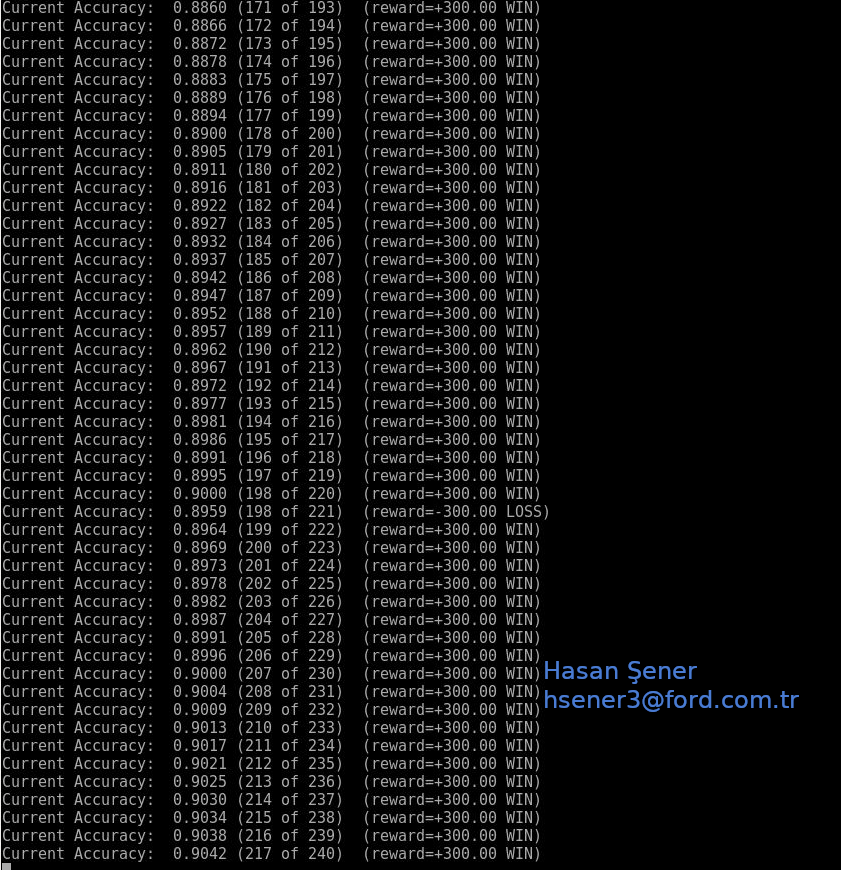 Current Accuracy:  0.8860 (171 of 193)  (reward=+300.00 WIN)
Current Accuracy:  0.8866 (172 of 194)  (reward=+300.00 WIN)
Current Accuracy:  0.8872 (173 of 195)  (reward=+300.00 WIN)
Current Accuracy:  0.8878 (174 of 196)  (reward=+300.00 WIN)
Current Accuracy:  0.8883 (175 of 197)  (reward=+300.00 WIN)
Current Accuracy:  0.8889 (176 of 198)  (reward=+300.00 WIN)
Current Accuracy:  0.8894 (177 of 199)  (reward=+300.00 WIN)
Current Accuracy:  0.8900 (178 of 200)  (reward=+300.00 WIN)
Current Accuracy:  0.8905 (179 of 201)  (reward=+300.00 WIN)
Current Accuracy:  0.8911 (180 of 202)  (reward=+300.00 WIN)
Current Accuracy:  0.8916 (181 of 203)  (reward=+300.00 WIN)
Current Accuracy:  0.8922 (182 of 204)  (reward=+300.00 WIN)
Current Accuracy:  0.8927 (183 of 205)  (reward=+300.00 WIN)
Current Accuracy:  0.8932 (184 of 206)  (reward=+300.00 WIN)
Current Accuracy:  0.8937 (185 of 207)  (reward=+300.00 WIN)
Current Accuracy:  0.8942 (186 of 208)  (reward=+300.00 WIN)
Current Accuracy:  0.8947 (187 of 209)  (reward=+300.00 WIN)
Current Accuracy:  0.8952 (188 of 210)  (reward=+300.00 WIN)
Current Accuracy:  0.8957 (189 of 211)  (reward=+300.00 WIN)
Current Accuracy:  0.8962 (190 of 212)  (reward=+300.00 WIN)
Current Accuracy:  0.8967 (191 of 213)  (reward=+300.00 WIN)
Current Accuracy:  0.8972 (192 of 214)  (reward=+300.00 WIN)
Current Accuracy:  0.8977 (193 of 215)  (reward=+300.00 WIN)
Current Accuracy:  0.8981 (194 of 216)  (reward=+300.00 WIN)
Current Accuracy:  0.8986 (195 of 217)  (reward=+300.00 WIN)
Current Accuracy:  0.8991 (196 of 218)  (reward=+300.00 WIN)
Current Accuracy:  0.8995 (197 of 219)  (reward=+300.00 WIN)
Current Accuracy:  0.9000 (198 of 220)  (reward=+300.00 WIN)
Current Accuracy:  0.8959 (198 of 221)  (reward=-300.00 LOSS)
Current Accuracy:  0.8964 (199 of 222)  (reward=+300.00 WIN)
Current Accuracy:  0.8969 (200 of 223)  (reward=+300.00 WIN)
Current Accuracy:  0.8973 (201 of 224)  (reward=+300.00 WIN)
Current Accuracy:  0.8978 (202 of 225)  (reward=+300.00 WIN)
Current Accuracy:  0.8982 (203 of 226)  (reward=+300.00 WIN)
Current Accuracy:  0.8987 (204 of 227)  (reward=+300.00 WIN)
Current Accuracy:  0.8991 (205 of 228)  (reward=+300.00 WIN)
Current Accuracy:  0.8996 (206 of 229)  (reward=+300.00 WIN)
Current Accuracy:  0.9000 (207 of 230)  (reward=+300.00 WIN)
Current Accuracy:  0.9004 (208 of 231)  (reward=+300.00 WIN)
Current Accuracy:  0.9009 (209 of 232)  (reward=+300.00 WIN)
Current Accuracy:  0.9013 (210 of 233)  (reward=+300.00 WIN)
Current Accuracy:  0.9017 (211 of 234)  (reward=+300.00 WIN)
Current Accuracy:  0.9021 (212 of 235)  (reward=+300.00 WIN)
Current Accuracy:  0.9025 (213 of 236)  (reward=+300.00 WIN)
Current Accuracy:  0.9030 (214 of 237)  (reward=+300.00 WIN)
Current Accuracy:  0.9034 (215 of 238)  (reward=+300.00 WIN)
Current Accuracy:  0.9038 (216 of 239)  (reward=+300.00 WIN)
Current Accuracy:  0.9042 (217 of 240)  (reward=+300.00 WIN)
Hasan Şener
hsener3@ford.com.tr